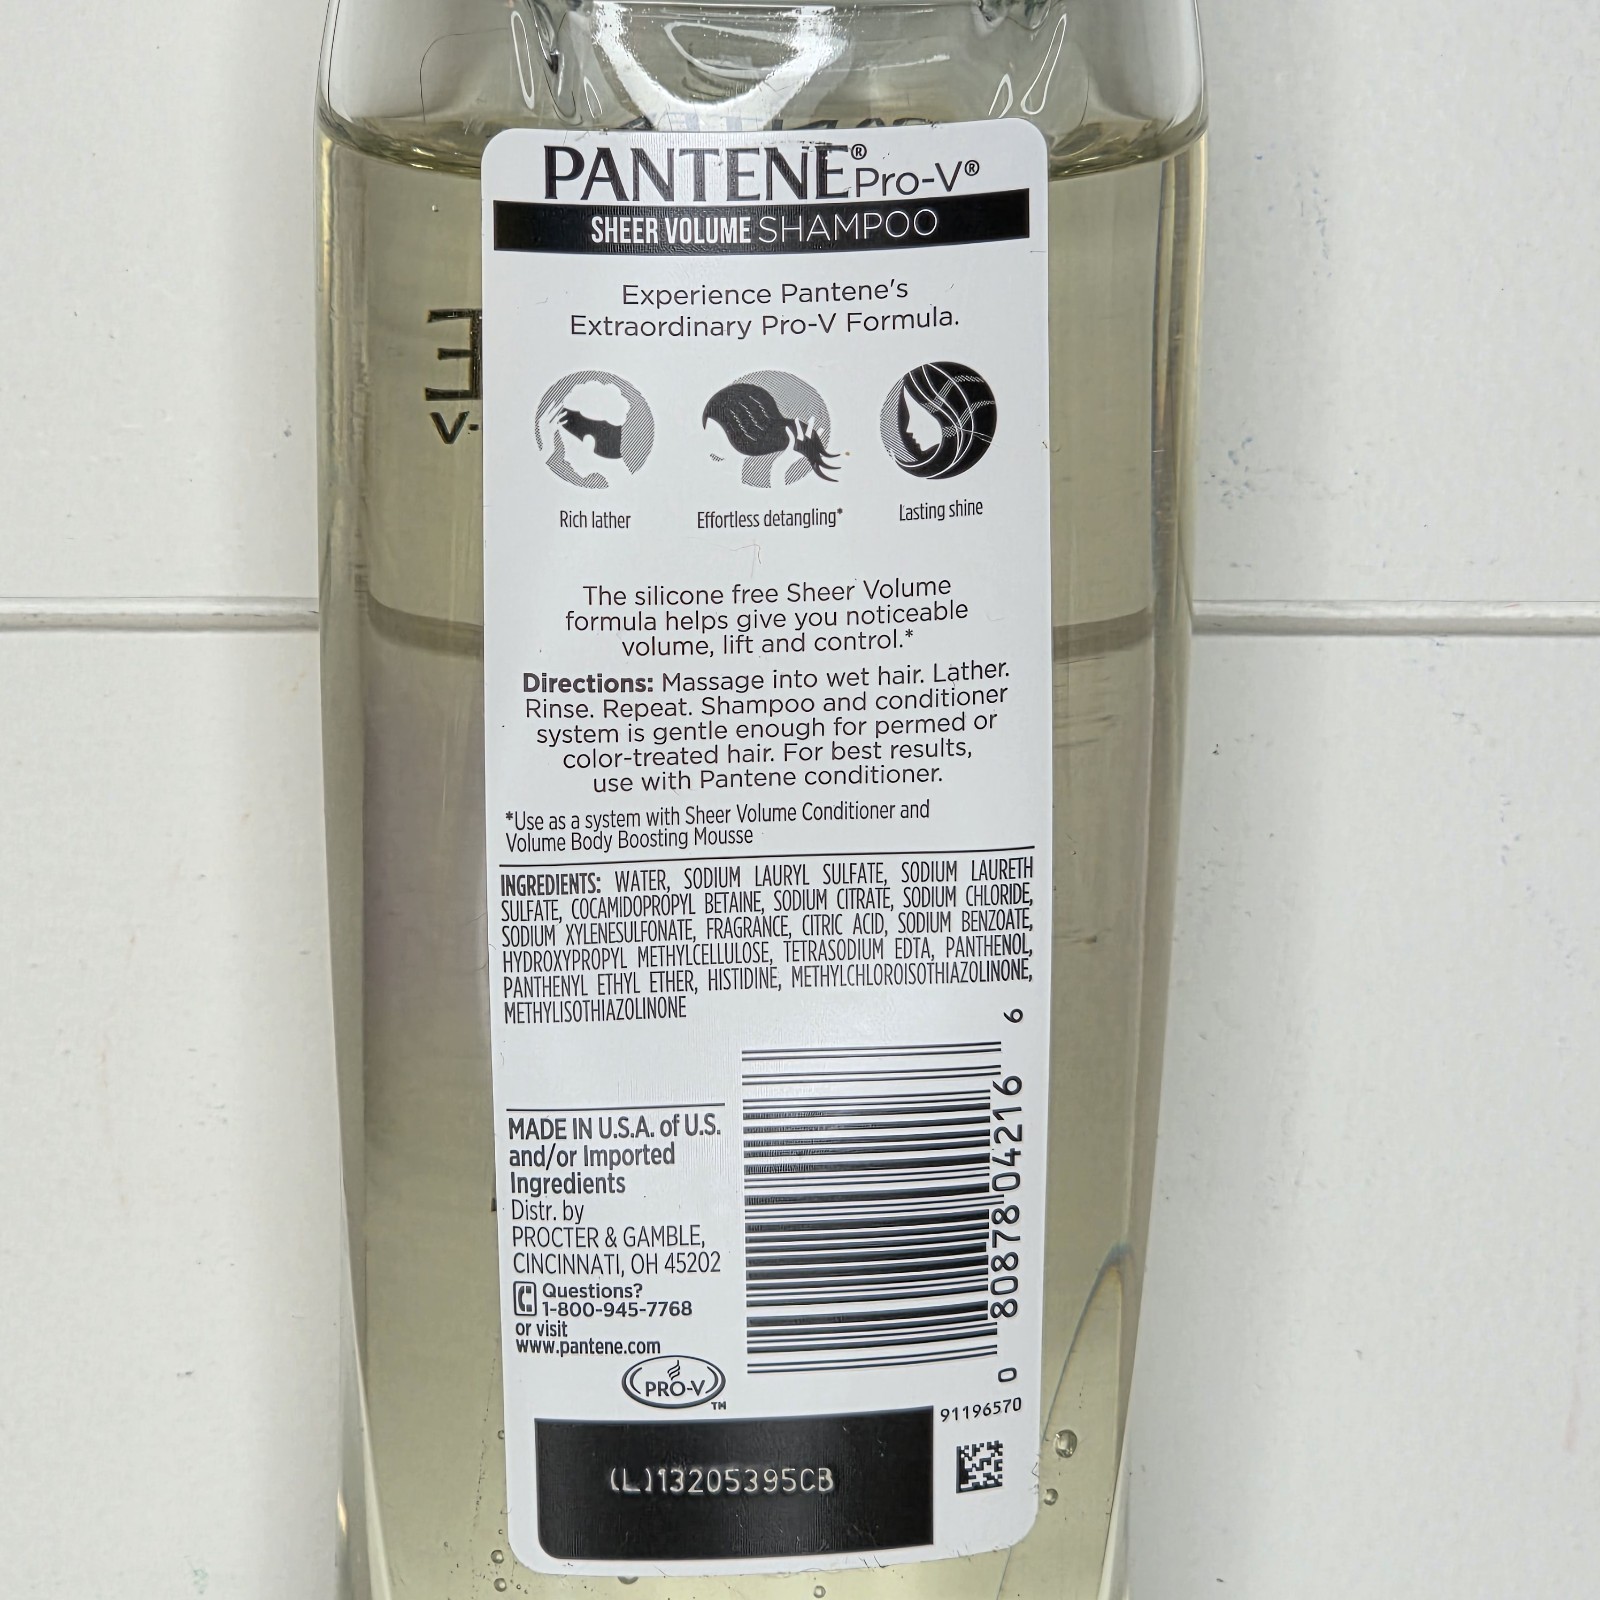 PANTENE® Pro-V®
SHEER VOLUME SHAMPOO
Experience Pantene's
Extraordinary Pro-V Formula.
Rich lather
Effortless detangling*
Lasting shine
The silicone free Sheer Volume
formula helps give you noticeable
volume, lift and control.*
Directions: Massage into wet hair. Lather.
Rinse. Repeat. Shampoo and conditioner
system is gentle enough for permed or
color-treated hair. For best results,
use with Pantene conditioner.
*Use as a system with Sheer Volume Conditioner and
Volume Body Boosting Mousse
INGREDIENTS: WATER, SODIUM LAURYL SULFATE, SODIUM LAURETH
SULFATE, COCAMIDOPROPYL BETAINE, SODIUM CITRATE, SODIUM CHLORIDE,
SODIUM XYLENESULFONATE, FRAGRANCE, CITRIC ACID, SODIUM BENZOATE,
HYDROXYPROPYL METHYLCELLULOSE, TETRASODIUM EDTA, PANTHENOL,
PANTHENYL ETHYL ETHER, HISTIDINE, METHYLCHLOROISOTHIAZOLINONE,
METHYLISOTHIAZOLINONE
MADE IN U.S.A. of U.S.
and/or Imported
Ingredients
Distr. by
PROCTER & GAMBLE,
CINCINNATI, OH 45202
Questions?
1-800-945-7768
or visit
www.pantene.com
PRO-V™
0 80878 04216 6
91196570
(L)13205395CB